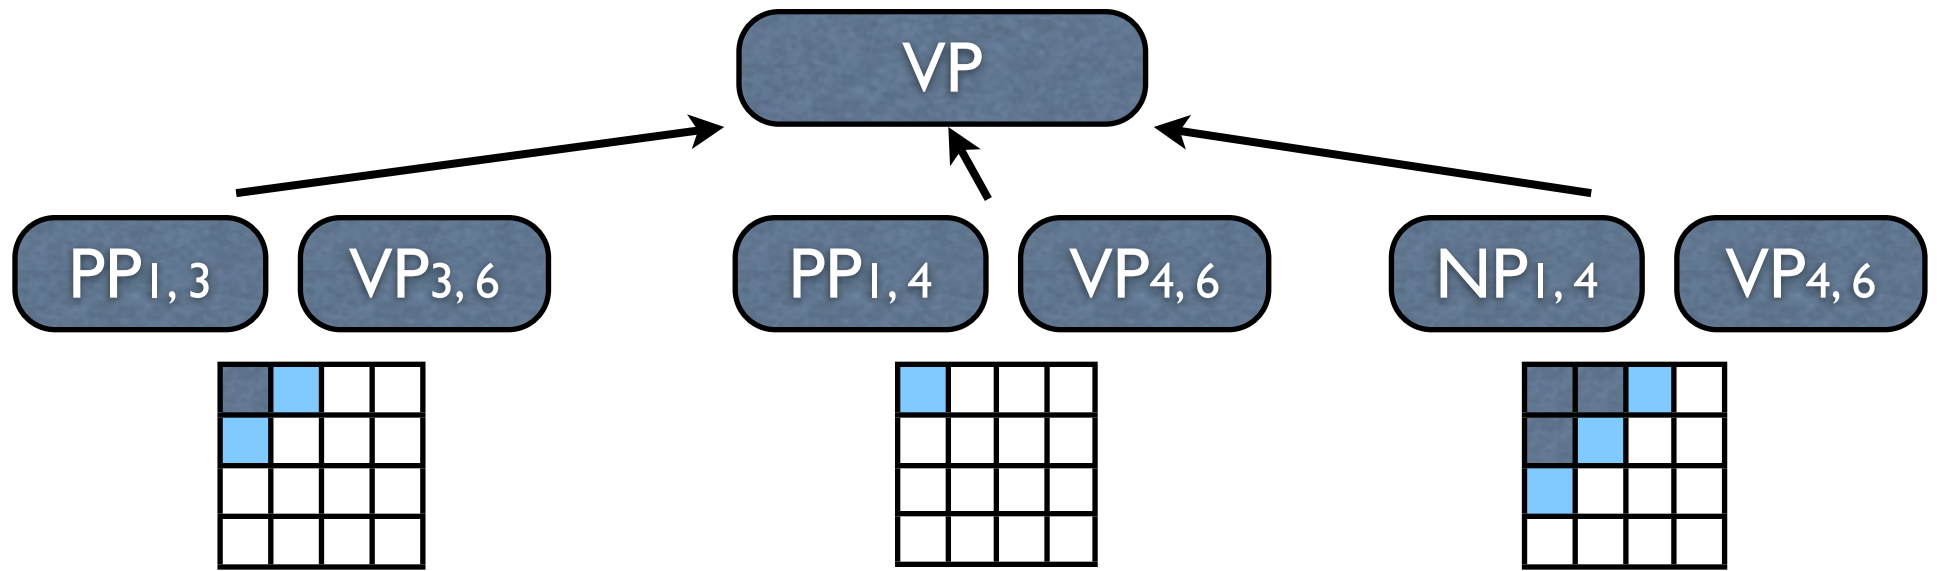 VP
PP1, 3 VP3, 6 PP1, 4 VP4, 6 NP1, 4 VP4, 6